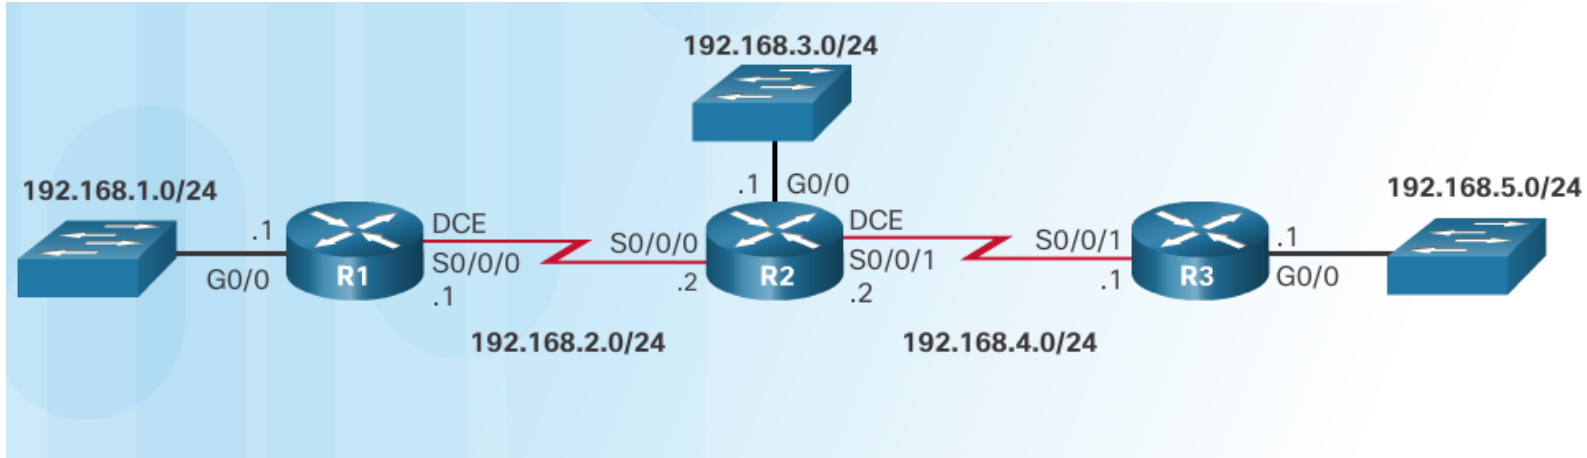 192.168.3.0/24
.1 G0/0
192.168.1.0/24
.1
G0/0
R1
DCE
S0/0/0
.1
192.168.2.0/24
S0/0/0
.2
R2
DCE
S0/0/1
.2
192.168.4.0/24
S0/0/1
.1
R3
.1
G0/0
192.168.5.0/24